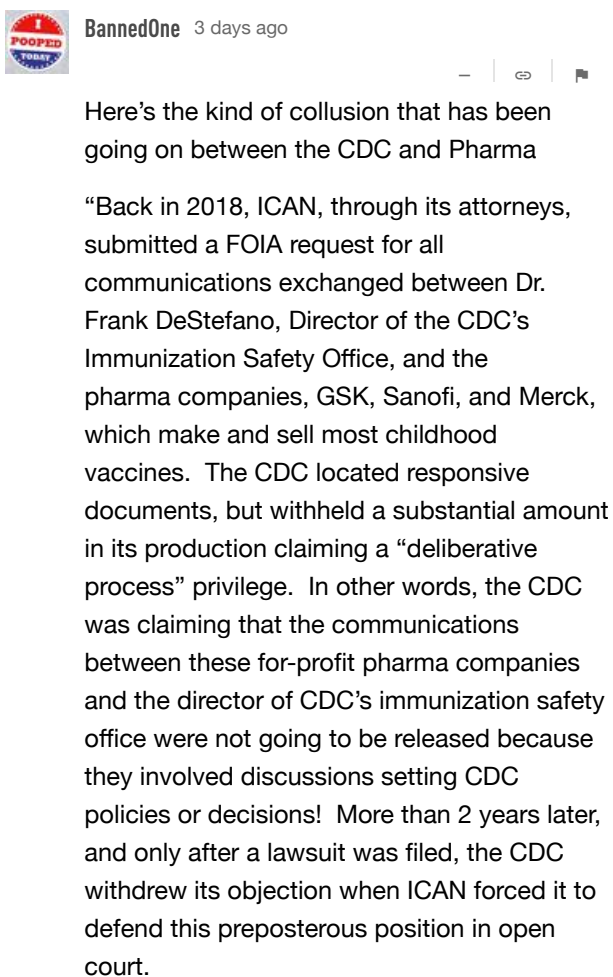 I
POOPED
TODAY
BannedOne 3 days ago
Here’s the kind of collusion that has been
going on between the CDC and Pharma
“Back in 2018, ICAN, through its attorneys,
submitted a FOIA request for all
communications exchanged between Dr.
Frank DeStefano, Director of the CDC’s
Immunization Safety Office, and the
pharma companies, GSK, Sanofi, and Merck,
which make and sell most childhood
vaccines.  The CDC located responsive
documents, but withheld a substantial amount
in its production claiming a “deliberative
process” privilege.  In other words, the CDC
was claiming that the communications
between these for-profit pharma companies
and the director of CDC’s immunization safety
office were not going to be released because
they involved discussions setting CDC
policies or decisions!  More than 2 years later,
and only after a lawsuit was filed, the CDC
withdrew its objection when ICAN forced it to
defend this preposterous position in open
court.